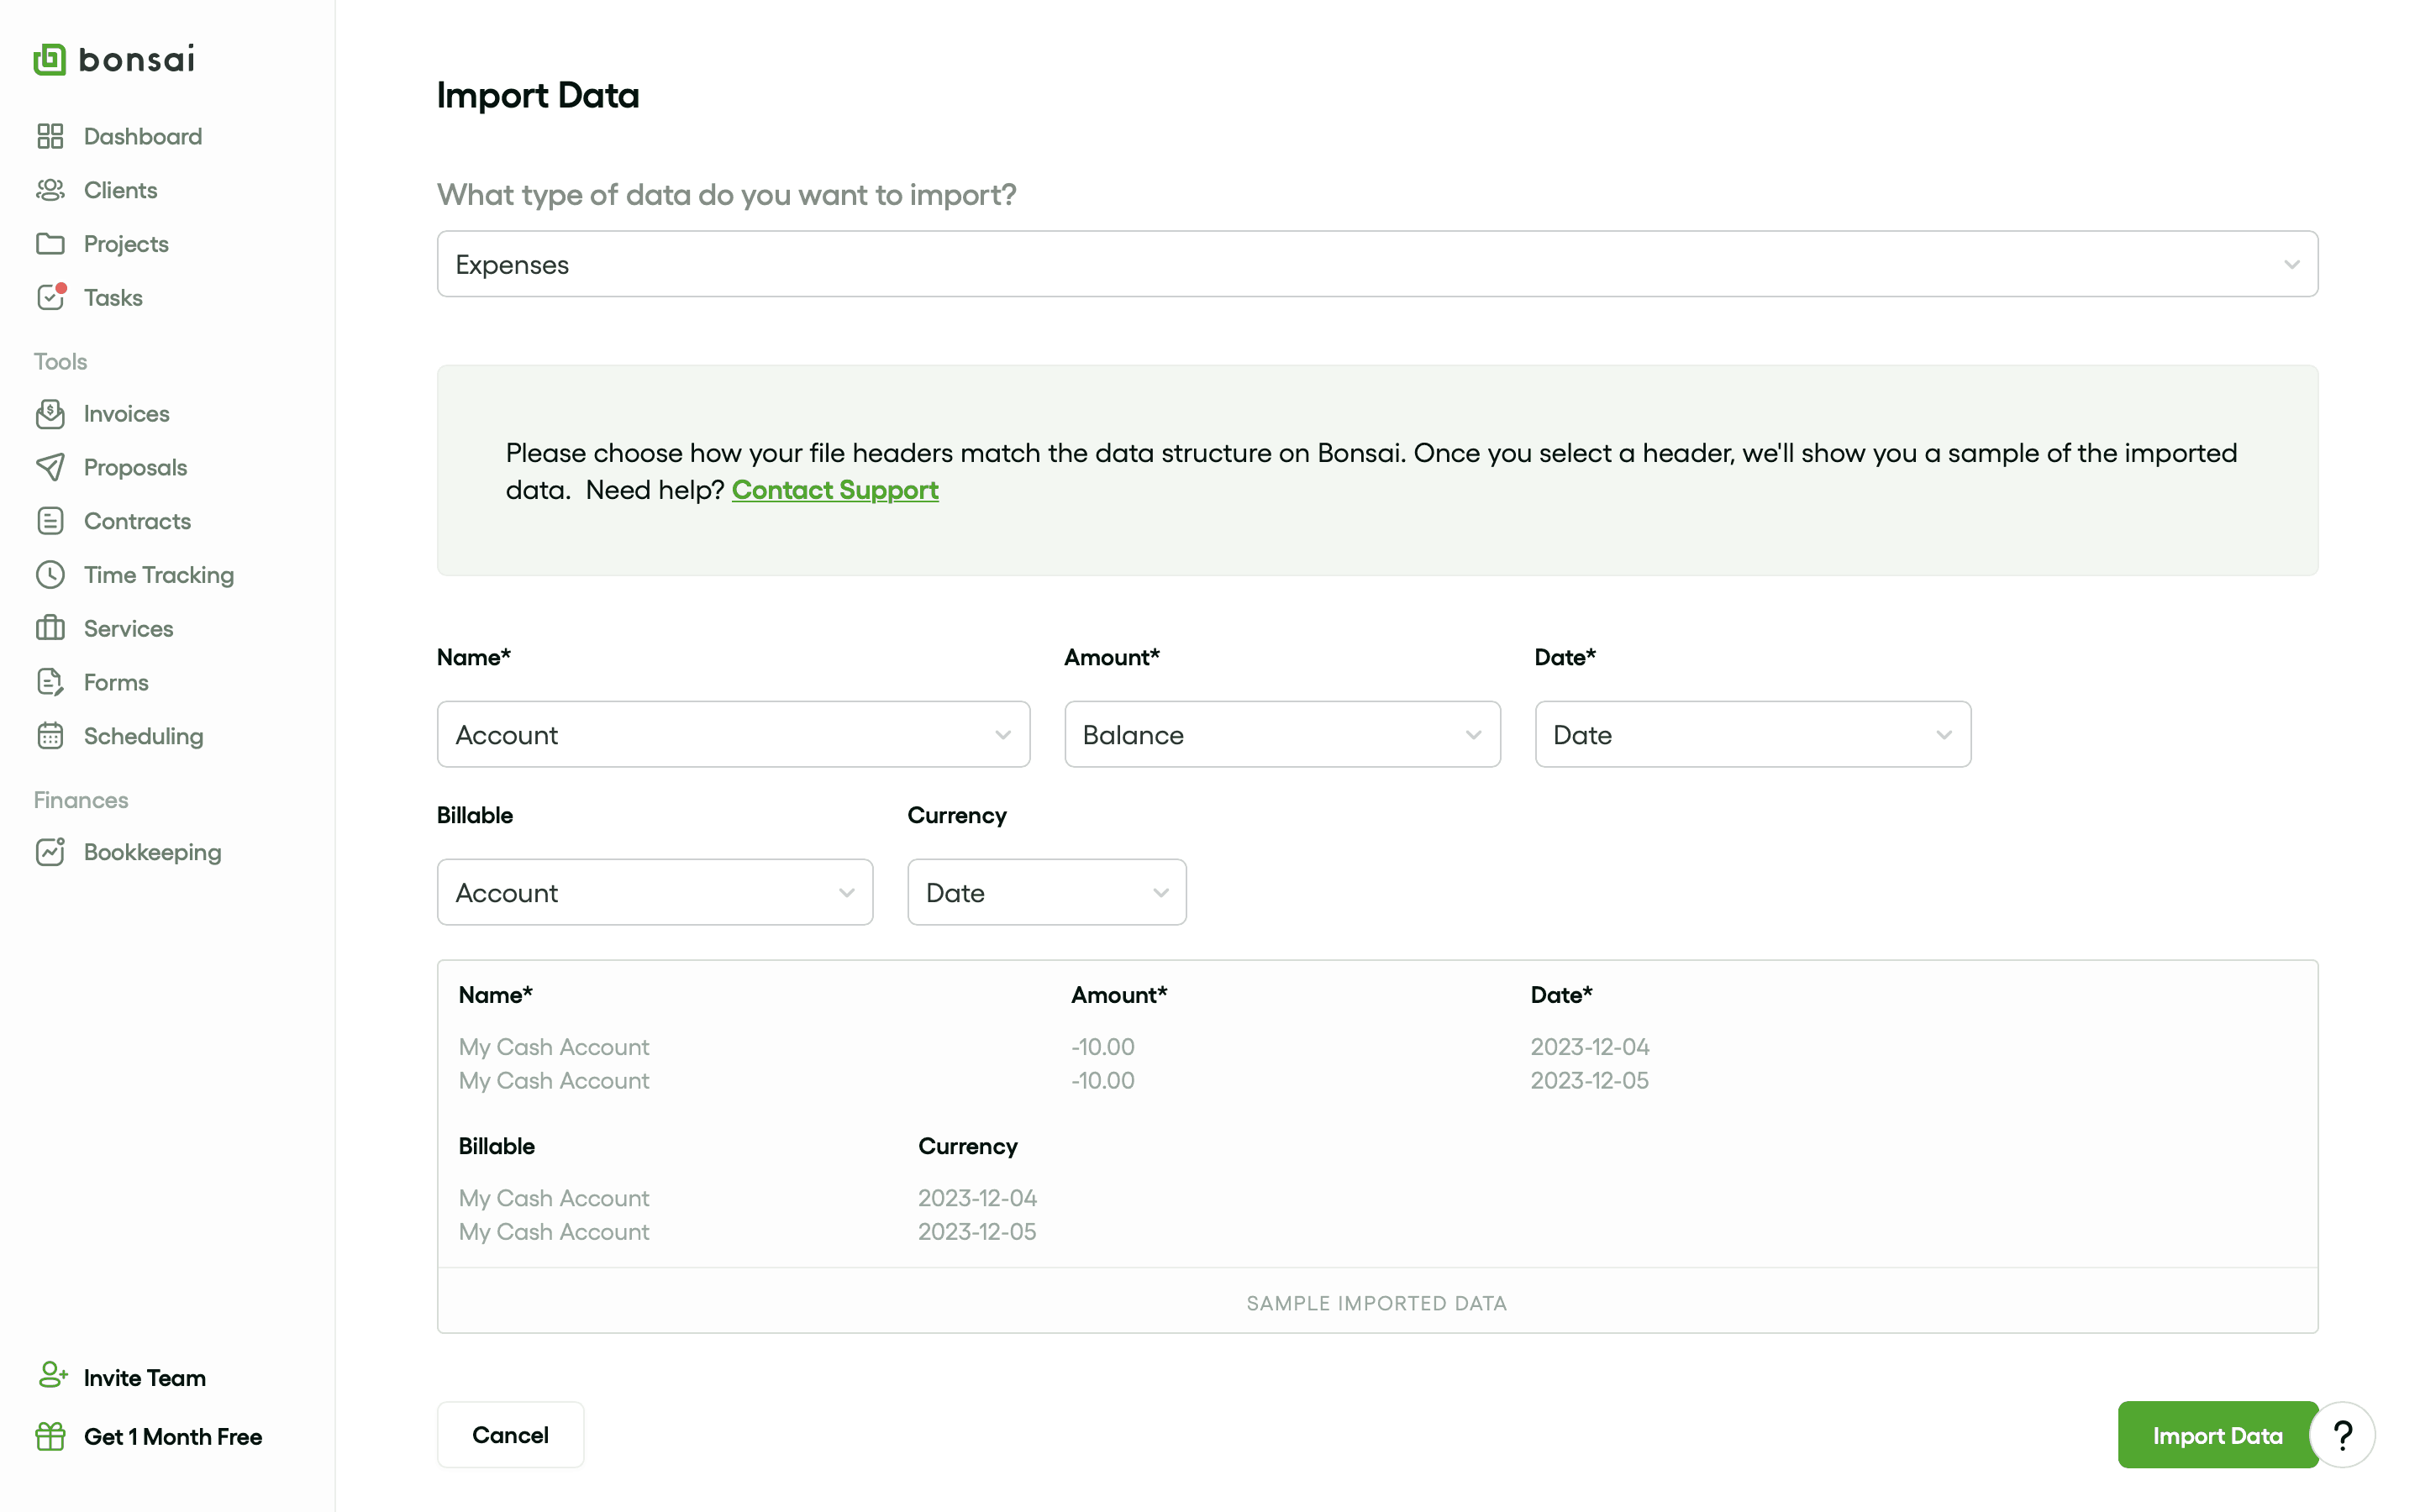 bonsai
Dashboard
Clients
Projects
Tasks
Tools
Invoices
Proposals
Contracts
Time Tracking
Services
Forms
Scheduling
Finances
Bookkeeping
Invite Team
Get 1 Month Free
Import Data
What type of data do you want to import?
Expenses
Please choose how your file headers match the data structure on Bonsai. Once you select a header, we'll show you a sample of the imported
data. Need help? Contact Support
Name* Amount* Date*
Account Balance Date
Billable Currency
Account Date
Name* Amount* Date*
My Cash Account -10.00 2023-12-04
My Cash Account -10.00 2023-12-05
Billable Currency
My Cash Account 2023-12-04
My Cash Account 2023-12-05
SAMPLE IMPORTED DATA
Cancel Import Data ?